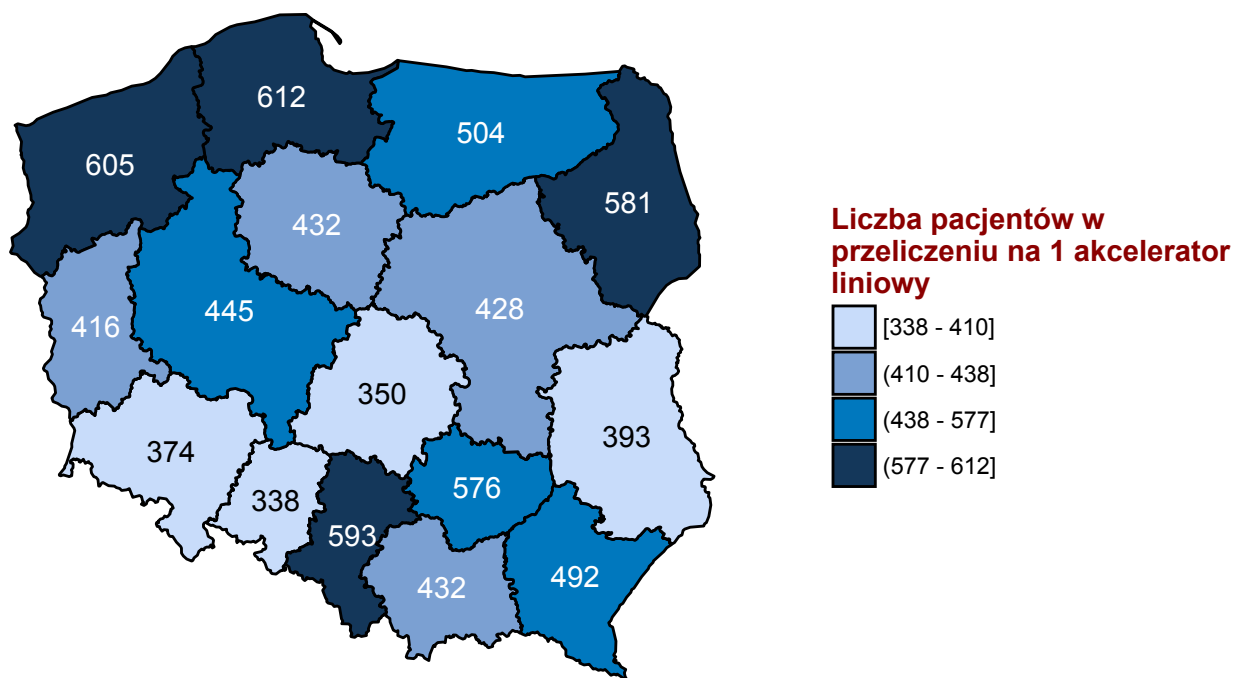 612
504
605
581
432
445
428
416
350
393
374
576
338
593
492
432
Liczba pacjentów w
przeliczeniu na 1 akcelerator
liniowy
[338 - 410]
(410 - 438]
(438 - 577]
(577 - 612]